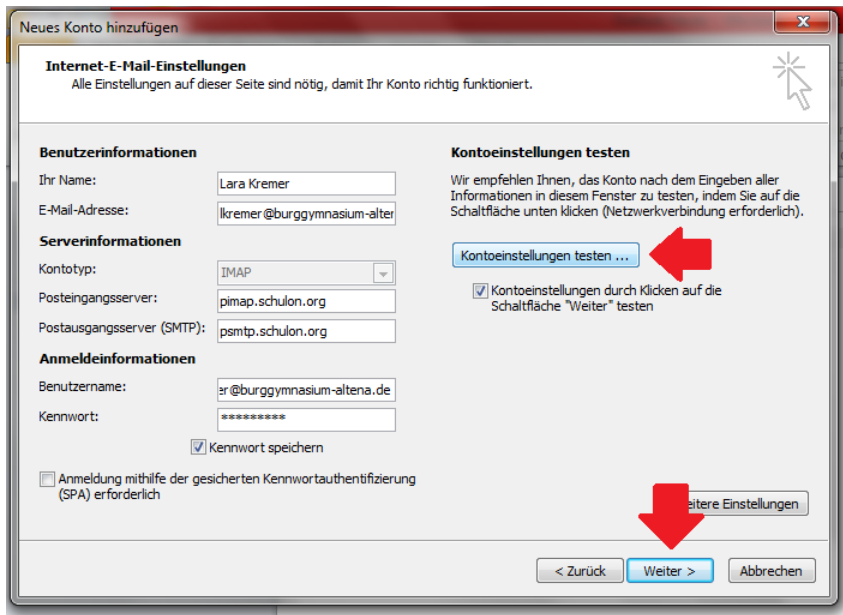 Neues Konto hinzufügen
Internet-E-Mail-Einstellungen
Alle Einstellungen auf dieser Seite sind nötig, damit Ihr Konto richtig funktioniert.
Benutzerinformationen
Ihr Name:
Lara Kremer
E-Mail-Adresse:
lkremer@burggymnasium-alter
Serverinformationen
Kontotyp:
IMAP
Posteingangsserver:
pimap.schulon.org
Postausgangsserver (SMTP):
psmtp.schulon.org
Anmeldeinformationen
Benutzername:
er@burggymnasium-altena.de
Kennwort:
*********
Kennwort speichern
Anmeldung mithilfe der gesicherten Kennwortauthentifizierung
(SPA) erforderlich
Kontoeinstellungen testen
Wir empfehlen Ihnen, das Konto nach dem Eingeben aller
Informationen in diesem Fenster zu testen, indem Sie auf die
Schaltfläche unten klicken (Netzwerkverbindung erforderlich).
Kontoeinstellungen testen ...
Kontoeinstellungen durch Klicken auf die
Schaltfläche "Weiter" testen
eitere Einstellungen
< Zurück
Weiter >
Abbrechen